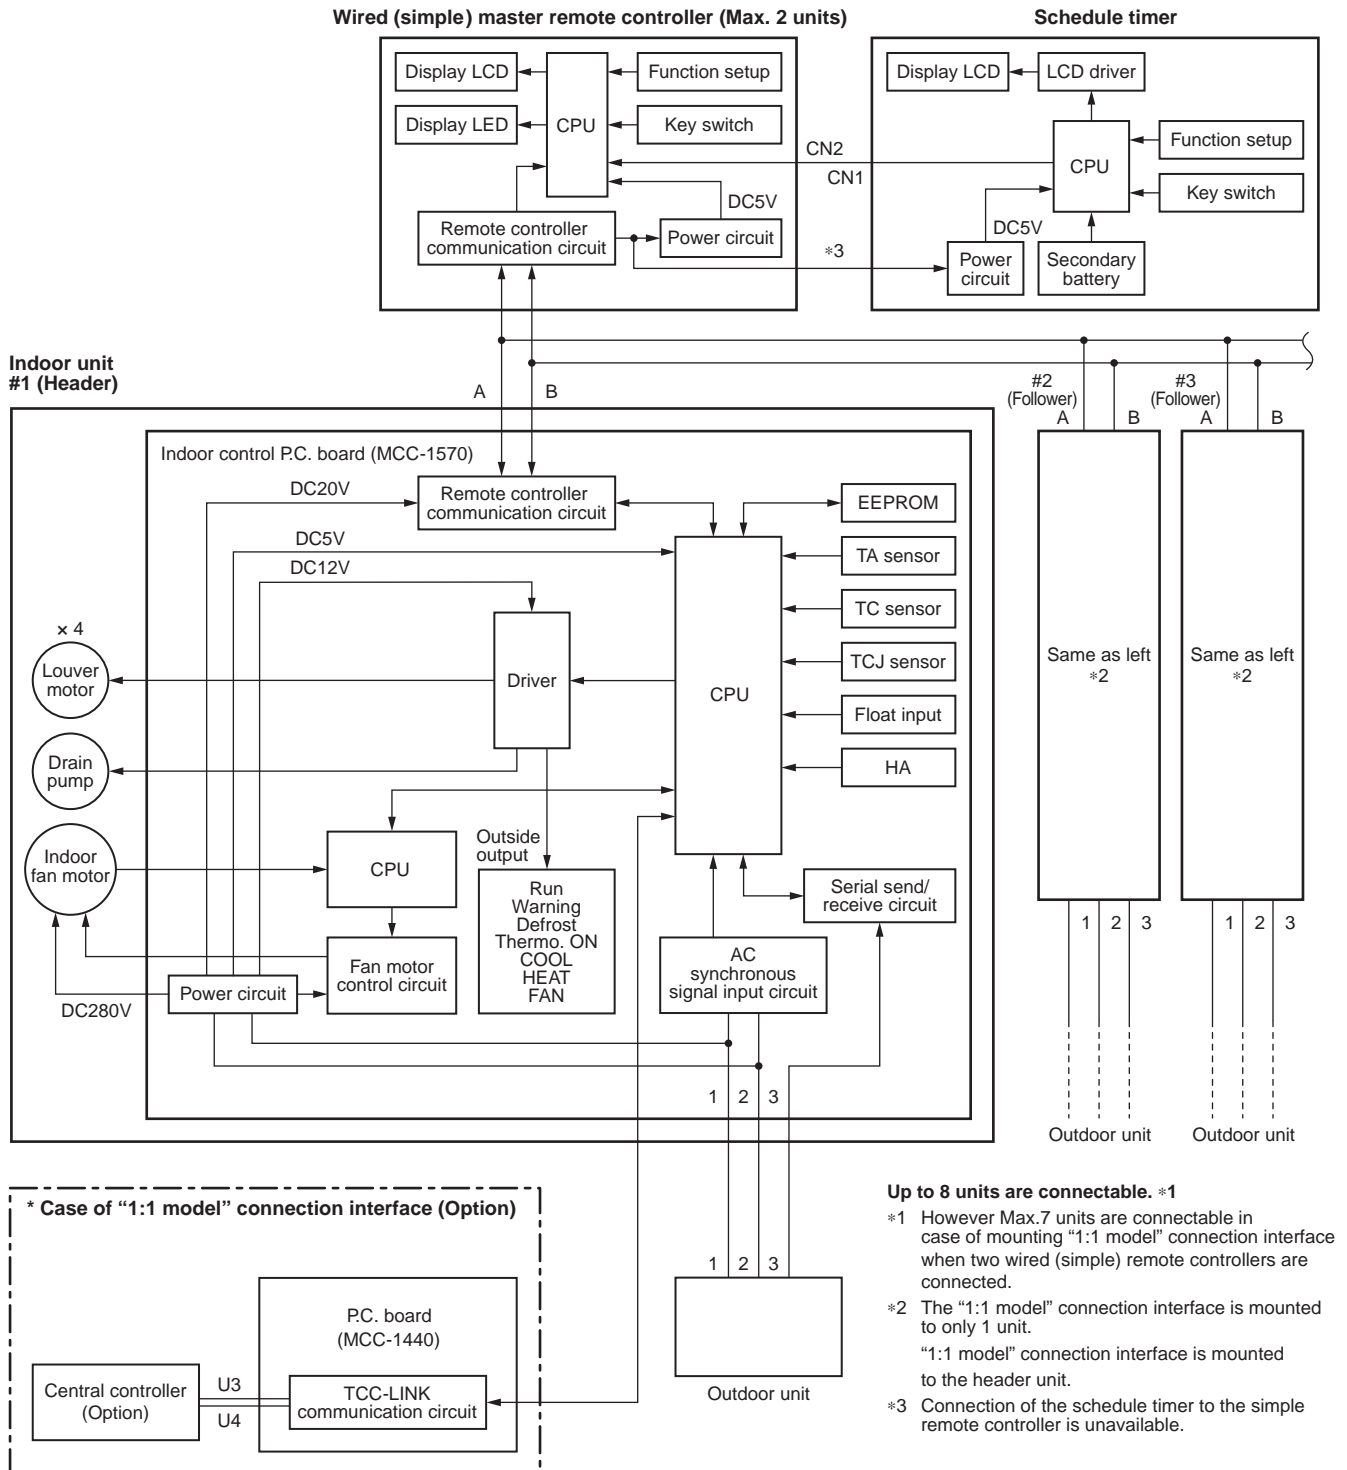 Wired (simple) master remote controller (Max. 2 units)
Display LCD
Function setup
Display LED
CPU
Key switch
DC5V
Remote controller
communication circuit
Power circuit
Schedule timer
Display LCD
LCD driver
CPU
Function setup
Key switch
DC5V
Power
circuit
Secondary
battery
CN2
CN1
*3
Indoor unit
#1 (Header)
A
B
#2
(Follower)
A
B
#3
(Follower)
A
B
Indoor control P.C. board (MCC-1570)
DC20V
Remote controller
communication circuit
DC5V
DC12V
EEPROM
TA sensor
TC sensor
TCJ sensor
Float input
HA
CPU
Driver
× 4
Louver
motor
Drain
pump
Indoor
fan motor
CPU
Outside
output
Run
Warning
Defrost
Thermo. ON
COOL
HEAT
FAN
Serial send/
receive circuit
AC
synchronous
signal input circuit
Fan motor
control circuit
Power circuit
DC280V
1
2
3
Same as left
*2
Same as left
*2
1
2
3
1
2
3
Outdoor unit
Outdoor unit
* Case of “1:1 model” connection interface (Option)
P.C. board
(MCC-1440)
Central controller
(Option)
U3
U4
TCC-LINK
communication circuit
1
2
3
Outdoor unit
Up to 8 units are connectable. *1
*1 However Max.7 units are connectable in
case of mounting “1:1 model” connection interface
when two wired (simple) remote controllers are
connected.
*2 The “1:1 model” connection interface is mounted
to only 1 unit.
“1:1 model” connection interface is mounted
to the header unit.
*3 Connection of the schedule timer to the simple
remote controller is unavailable.